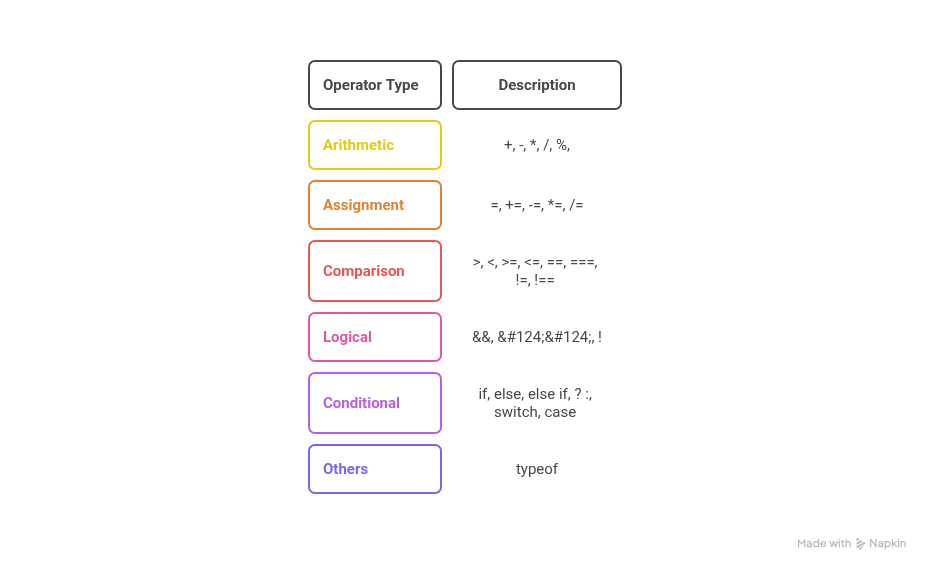 Operator Type Description
Arithmetic +, -, *, /, %,
Assignment =, +=, -=, *=, /=
Comparison >, <, >=, <=, ==, ===,
!=, !==
Logical &&, &#124;&#124;, !
Conditional if, else, else if, ? :,
switch, case
Others typeof
Made with Napkin